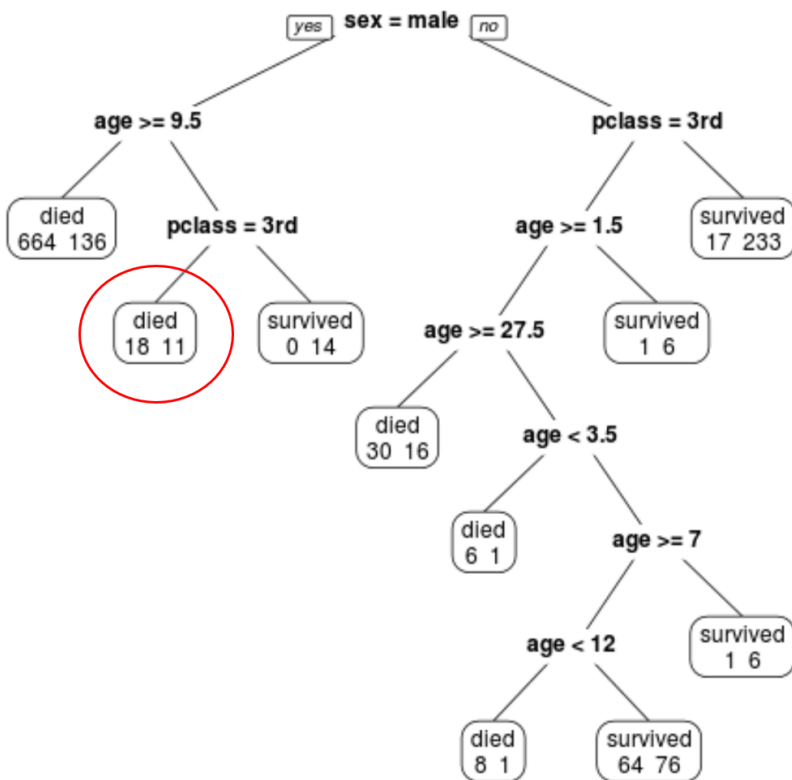 yes
sex = male
no
age >= 9.5
pclass = 3rd
died
664 136
pclass = 3rd
age >= 1.5
survived
17 233
died
18 11
survived
0 14
age >= 27.5
survived
1 6
died
30 16
age < 3.5
died
6 1
age >= 7
age < 12
survived
1 6
died
8 1
survived
64 76